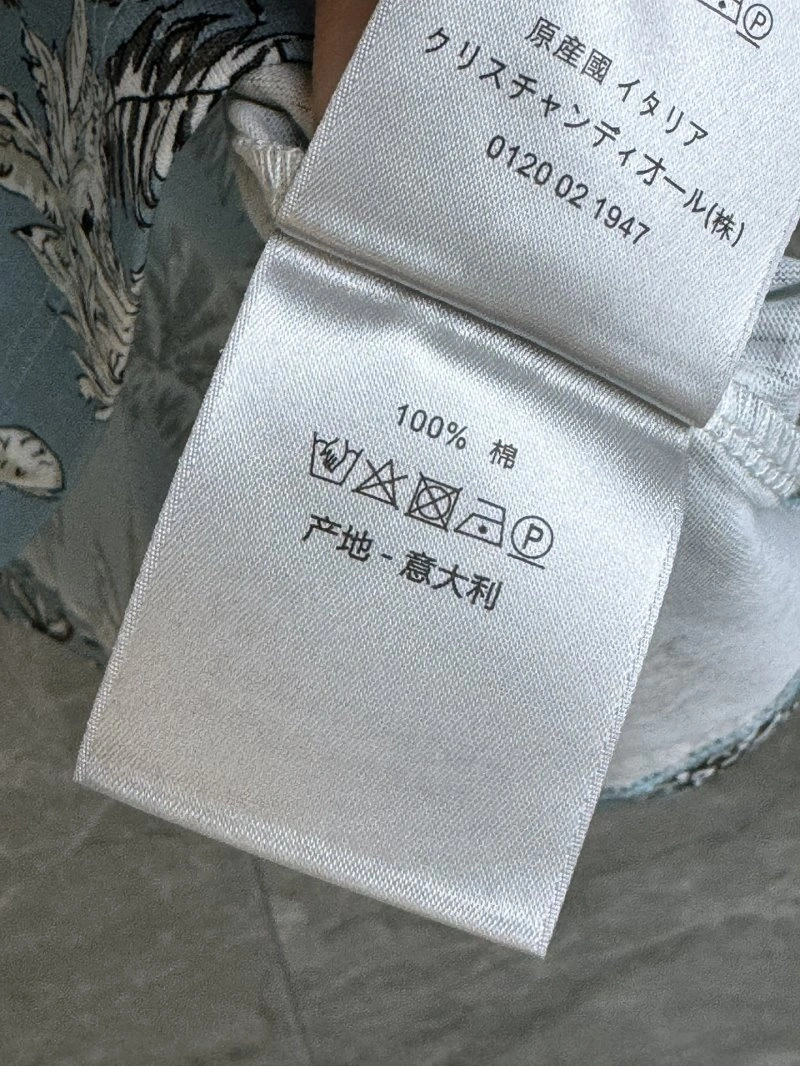 P
原産國 イタリア
クリスチャンディオール(株)
0120 02 1947
100% 棉
P
产地 - 意大利